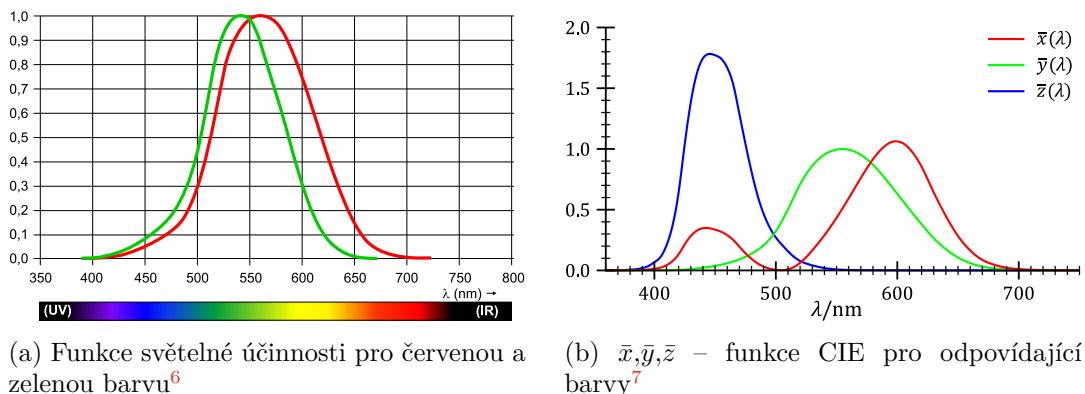 1,0
0,9
0,8
0,7
0,6
0,5
0,4
0,3
0,2
0,1
0,0
350 400 450 500 550 600 650 700 750 800
λ (nm) →
(UV) (IR)
(a) Funkce světelné účinnosti pro červenou a
zelenou barvu6
2.0
1.5
1.0
0.5
0.0
x̄(λ)
ȳ(λ)
z̄(λ)
400 500 600 700
λ/nm
(b) x̄,ȳ,z̄ – funkce CIE pro odpovídající
barvy7